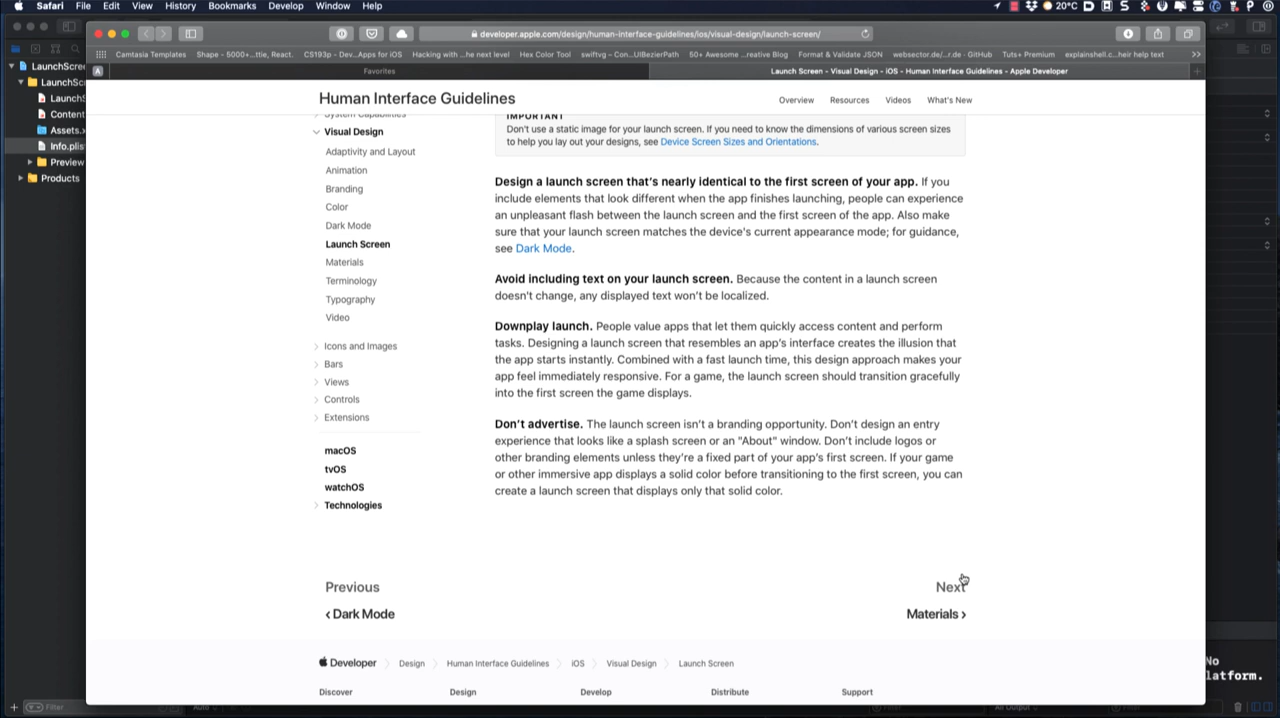 Safari File Edit View History Bookmarks Develop Window Help
20°C
developer.apple.com/design/human-interface-guidelines/ios/visual-design/launch-screen/
Camtasia Templates Shape - 5000+...ttie, React. CS193p - Dev...Apps for iOS Hacking with...he next level Hex Color Tool swiftvg - Con...UIBezierPath 50+ Awesome ...reative Blog Format & Validate JSON websector.de/...r.de · GitHub Tuts+ Premium explainshell.c...heir help text
Favorites
Launch Screen - Visual Design - iOS - Human Interface Guidelines - Apple Developer
LaunchScree
LaunchSc
LaunchS
Content
Assets.x
Info.plis
Preview
Products
Human Interface Guidelines
Overview Resources Videos What's New
System Capabilities
Visual Design
Adaptivity and Layout
Animation
Branding
Color
Dark Mode
Launch Screen
Materials
Terminology
Typography
Video
Icons and Images
Bars
Views
Controls
Extensions
macOS
tvOS
watchOS
Technologies
IMPORTANT
Don't use a static image for your launch screen. If you need to know the dimensions of various screen sizes
to help you lay out your designs, see Device Screen Sizes and Orientations.
Design a launch screen that's nearly identical to the first screen of your app. If you
include elements that look different when the app finishes launching, people can experience
an unpleasant flash between the launch screen and the first screen of the app. Also make
sure that your launch screen matches the device's current appearance mode; for guidance,
see Dark Mode.
Avoid including text on your launch screen. Because the content in a launch screen
doesn't change, any displayed text won't be localized.
Downplay launch. People value apps that let them quickly access content and perform
tasks. Designing a launch screen that resembles an app's interface creates the illusion that
the app starts instantly. Combined with a fast launch time, this design approach makes your
app feel immediately responsive. For a game, the launch screen should transition gracefully
into the first screen the game displays.
Don't advertise. The launch screen isn't a branding opportunity. Don't design an entry
experience that looks like a splash screen or an "About" window. Don't include logos or
other branding elements unless they're a fixed part of your app's first screen. If your game
or other immersive app displays a solid color before transitioning to the first screen, you can
create a launch screen that displays only that solid color.
Previous
‹ Dark Mode
Next
Materials ›
Developer Design Human Interface Guidelines iOS Visual Design Launch Screen
Discover Design Develop Distribute Support
No
latform.
Filter Auto All Output Filter